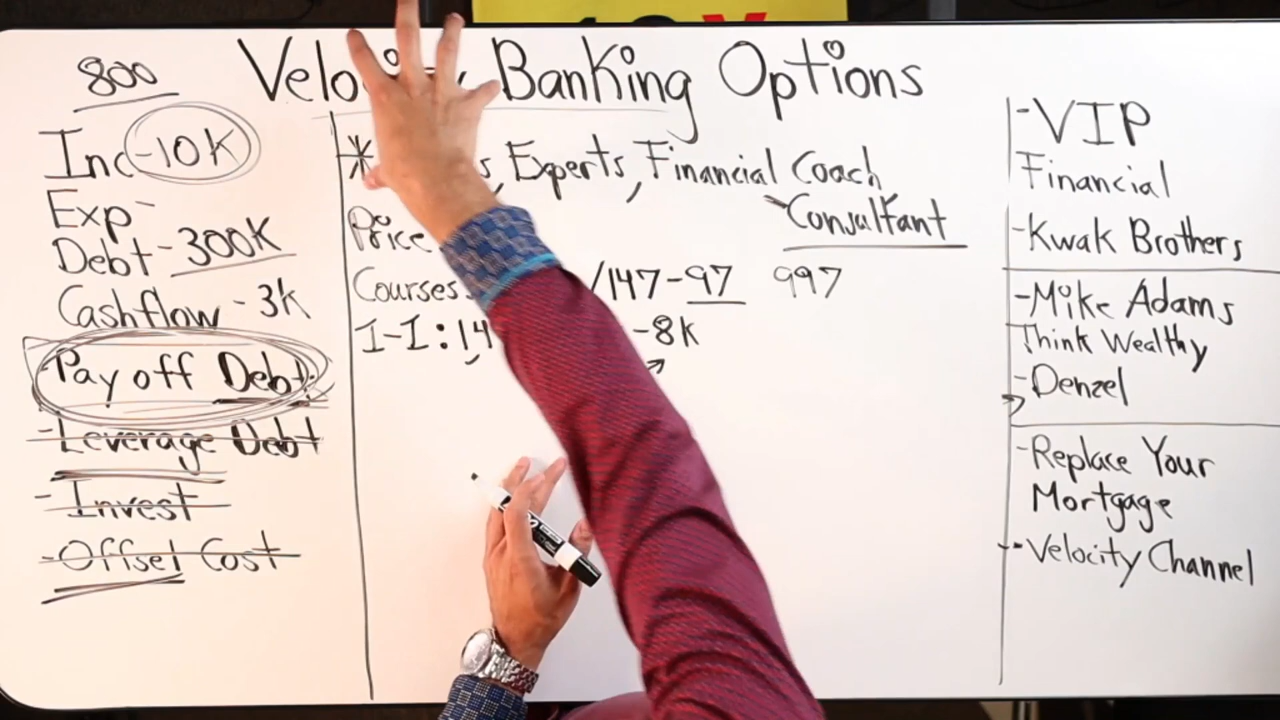 800
Banking Options
Inc-10K
Exp-
Debt-300K
Cashflow - 3k
Pay off Debt
-Leverage Debt
-Invest
-Offset Cost
* Experts, Financial Coach
Consultant
Price
Courses /147-97 997
1-1: -8k
-VIP
Financial
-Kwak Brothers
-Mike Adams
Think Wealthy
-Denzel
-Replace Your
Mortgage
-Velocity Channel